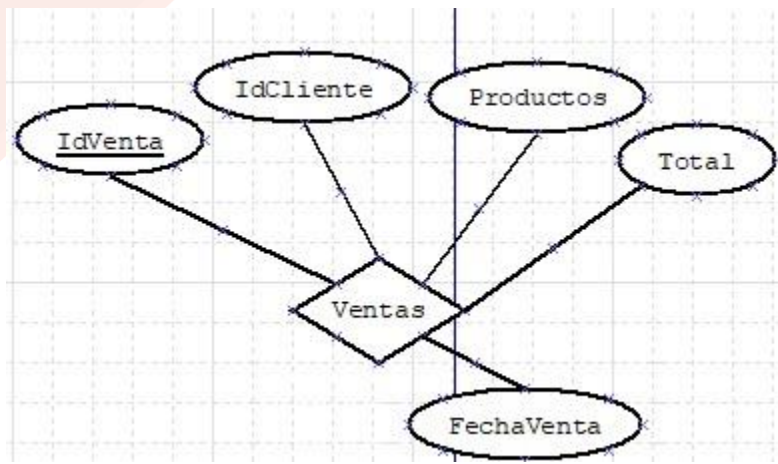 IdCliente
Productos
IdVenta
Total
Ventas
FechaVenta